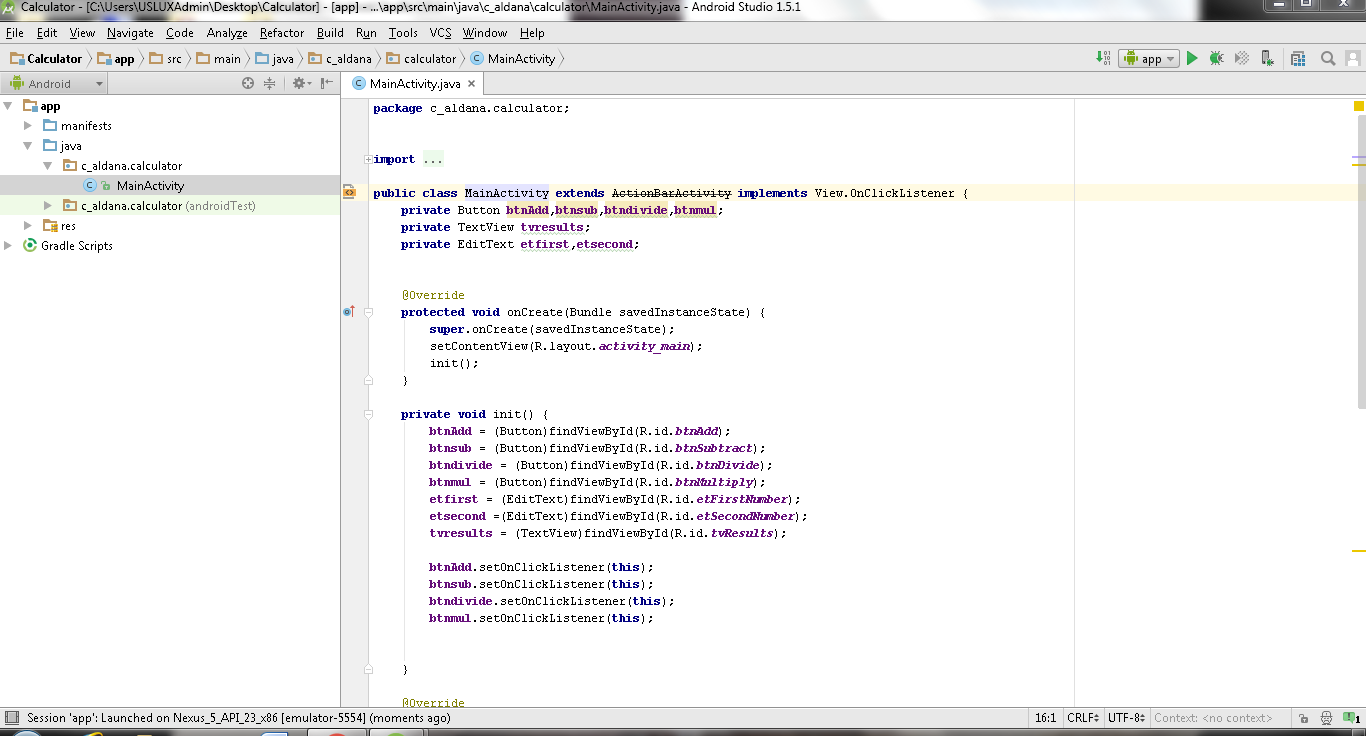 Calculator - [C:\Users\USLUXAdmin\Desktop\Calculator] - [app] - ...\app\src\main\java\c_aldana\calculator\MainActivity.java - Android Studio 1.5.1
File Edit View Navigate Code Analyze Refactor Build Run Tools VCS Window Help
Calculator app src main java c_aldana calculator MainActivity app
Android
MainActivity.java
app
manifests
java
c_aldana.calculator
MainActivity
c_aldana.calculator (androidTest)
res
Gradle Scripts
package c_aldana.calculator;
import ...
public class MainActivity extends ActionBarActivity implements View.OnClickListener {
private Button btnAdd,btnsub,btndivide,btnmul;
private TextView tvresults;
private EditText etfirst,etsecond;
@Override
protected void onCreate(Bundle savedInstanceState) {
super.onCreate(savedInstanceState);
setContentView(R.layout.activity_main);
init();
}
private void init() {
btnAdd = (Button)findViewById(R.id.btnAdd);
btnsub = (Button)findViewById(R.id.btnSubtract);
btndivide = (Button)findViewById(R.id.btnDivide);
btnmul = (Button)findViewById(R.id.btnMultiply);
etfirst = (EditText)findViewById(R.id.etFirstNumber);
etsecond =(EditText)findViewById(R.id.etSecondNumber);
tvresults = (TextView)findViewById(R.id.tvResults);
btnAdd.setOnClickListener(this);
btnsub.setOnClickListener(this);
btndivide.setOnClickListener(this);
btnmul.setOnClickListener(this);
}
@Override
Session 'app': Launched on Nexus_5_API_23_x86 [emulator-5554] (moments ago) 16:1 CRLF UTF-8 Context: <no context> 1